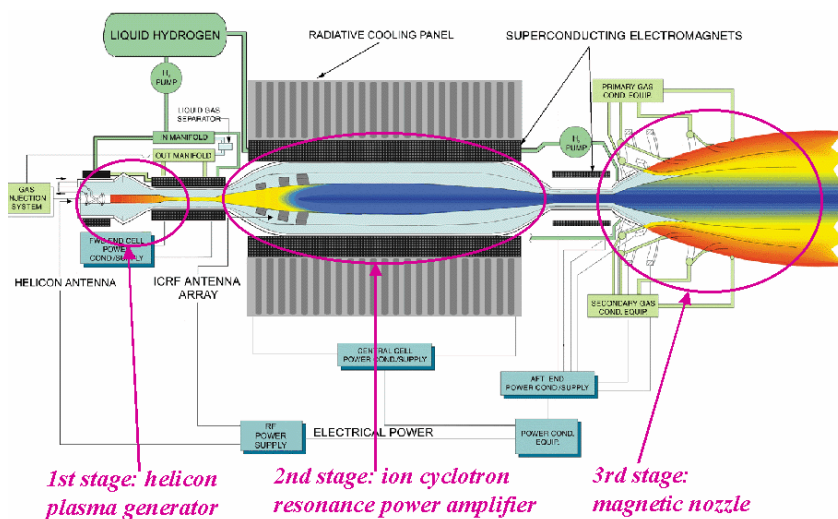 LIQUID HYDROGEN
RADIATIVE COOLING PANEL
SUPERCONDUCTING ELECTROMAGNETS
H₂
PUMP
LIQUID GAS
SEPARATOR
PRIMARY GAS
COND. EQUIP.
N MANIFOLD
OUT MANIFOLD
H₂
PUMP
GAS
INJECTION
SYSTEM
FWD END CELL
POWER
COND/SUPPLY
HELICON ANTENNA
ICRF ANTENNA
ARRAY
SECONDARY GAS
COND. EQUIP.
CENTRAL CELL
POWER COND./SUPPLY
AFT. END
POWER COND./SUPPLY
RF
POWER
SUPPLY
ELECTRICAL POWER
POWER COND.
EQUIP.
1st stage: helicon
plasma generator
2nd stage: ion cyclotron
resonance power amplifier
3rd stage:
magnetic nozzle